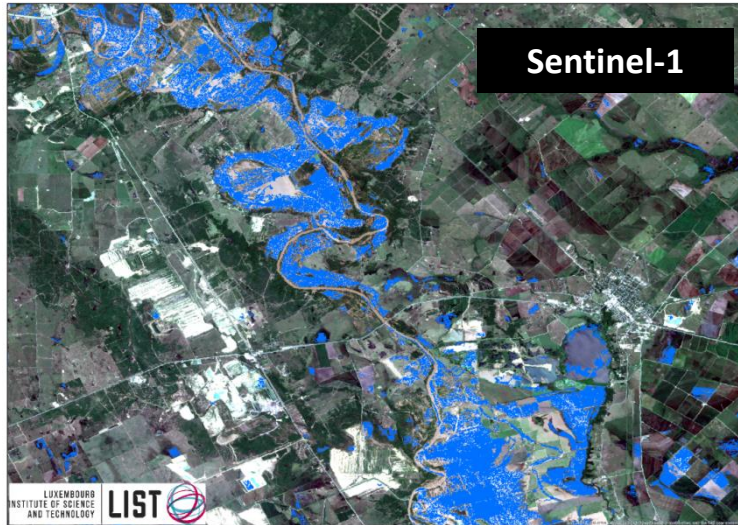 Sentinel-1
LUXEMBOURG
INSTITUTE OF SCIENCE
AND TECHNOLOGY
LIST